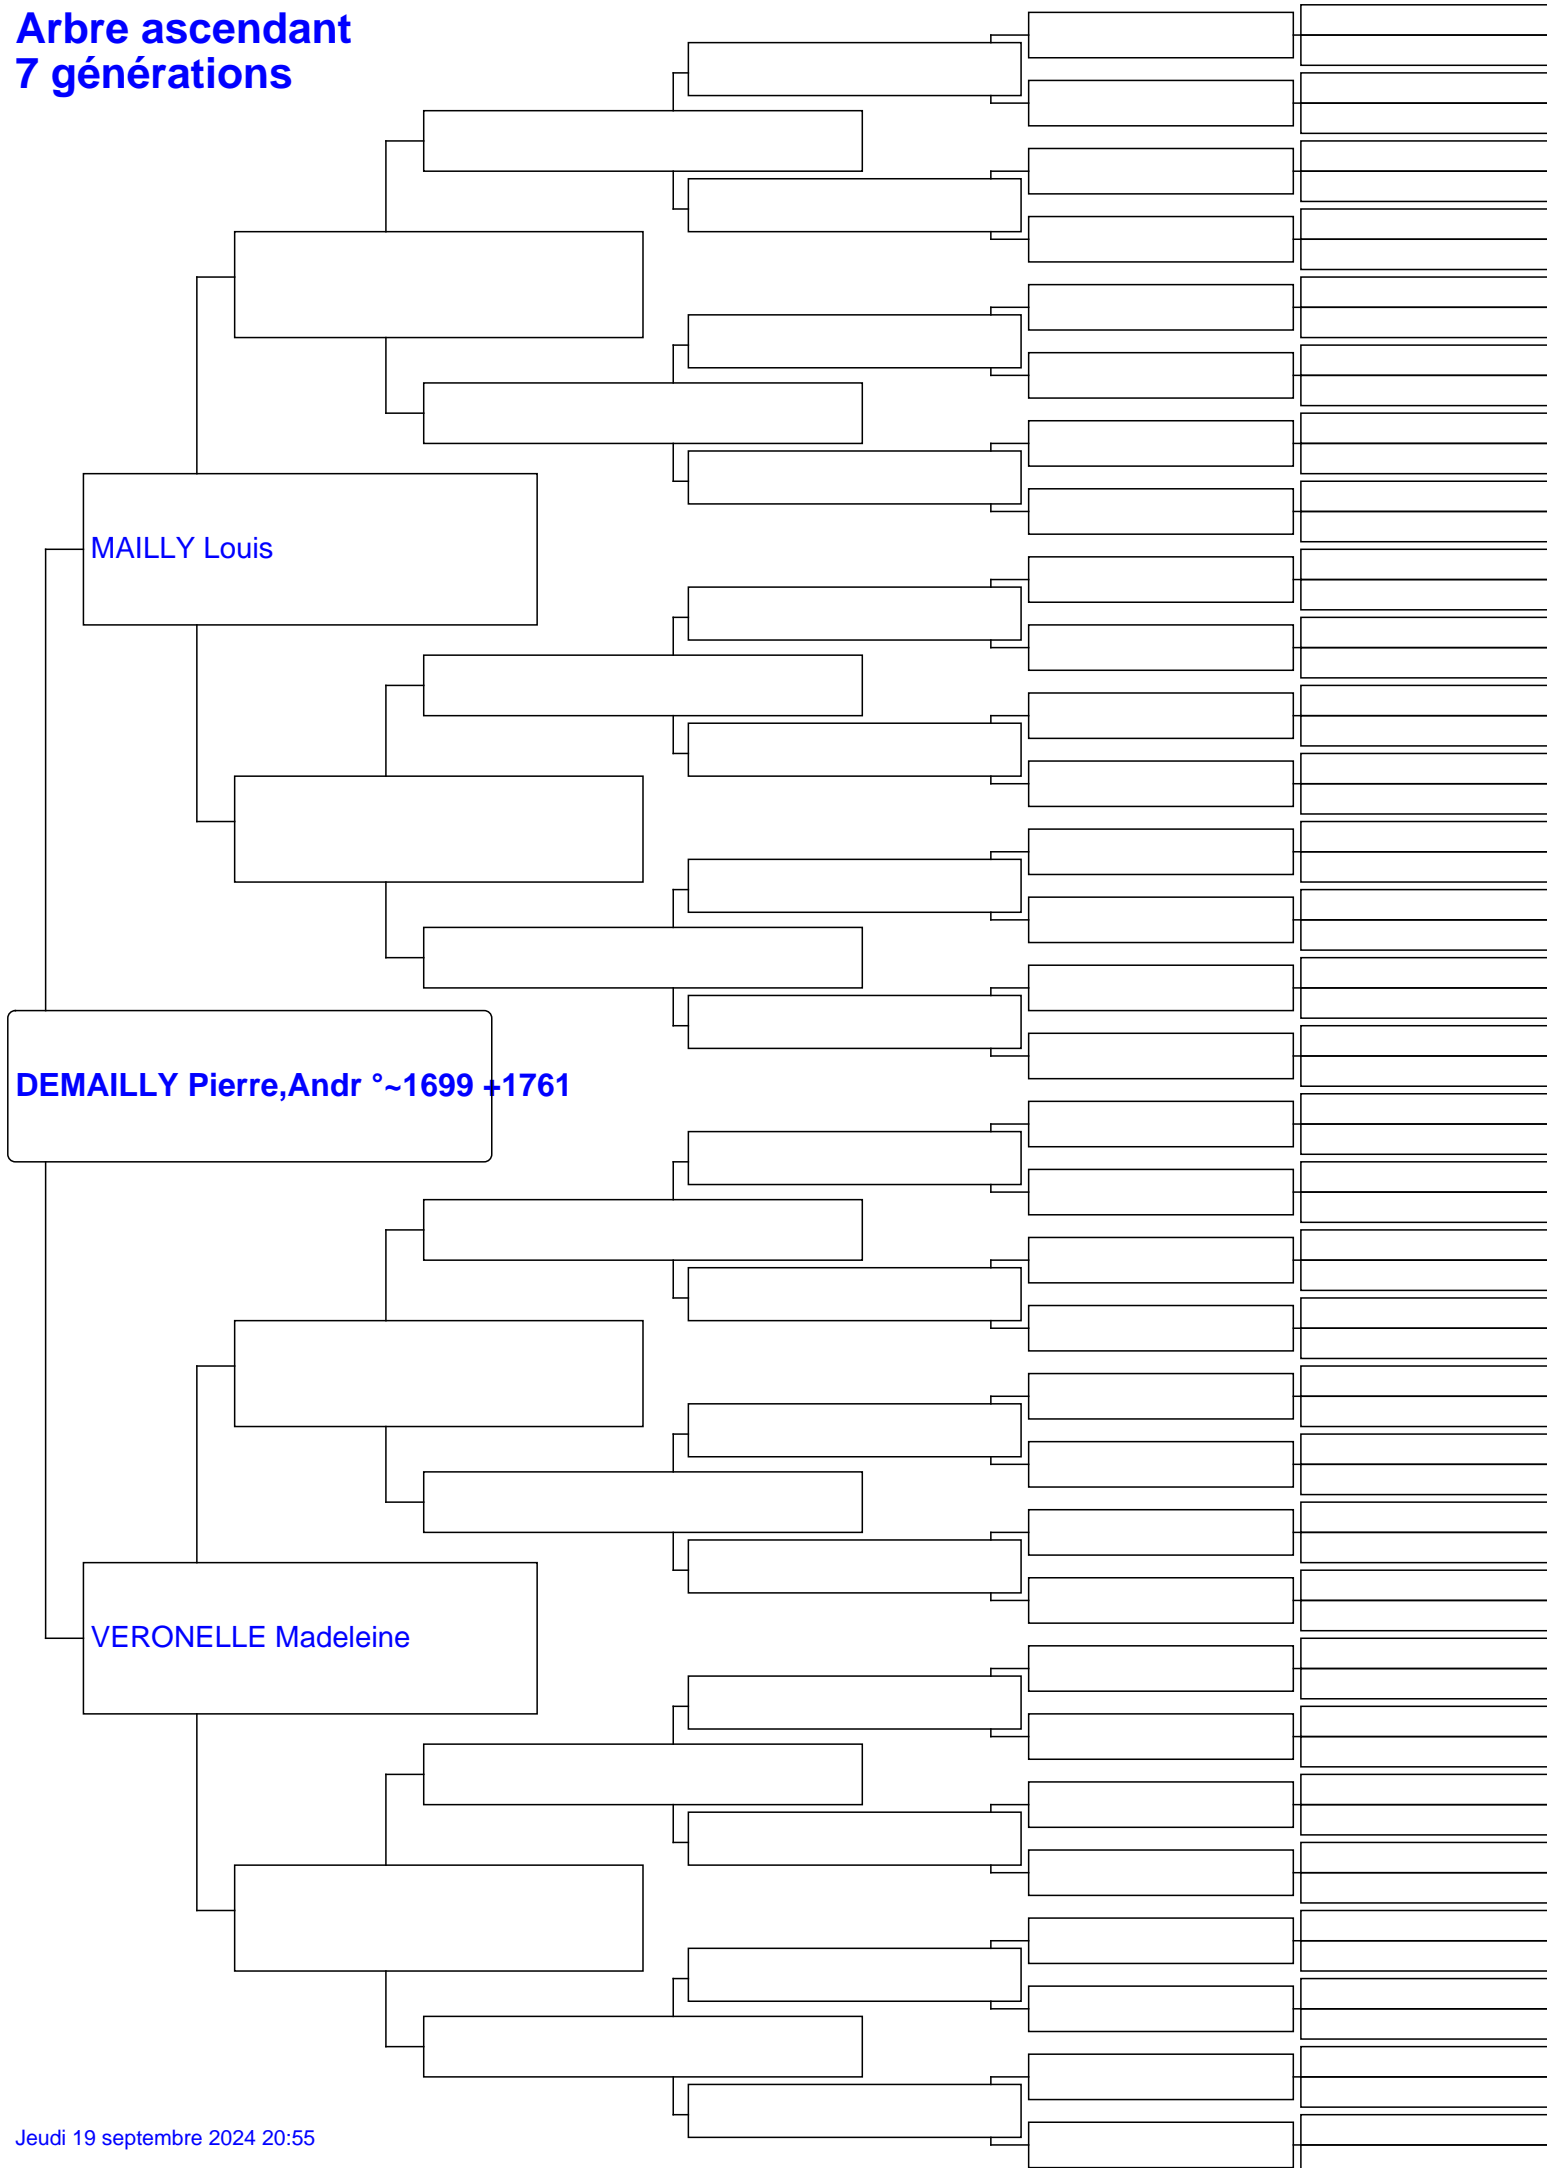 Arbre ascendant
7 générations
MAILLY Louis
DEMAILLY Pierre,Andr °~1699 +1761
VERONELLE Madeleine
Jeudi 19 septembre 2024 20:55